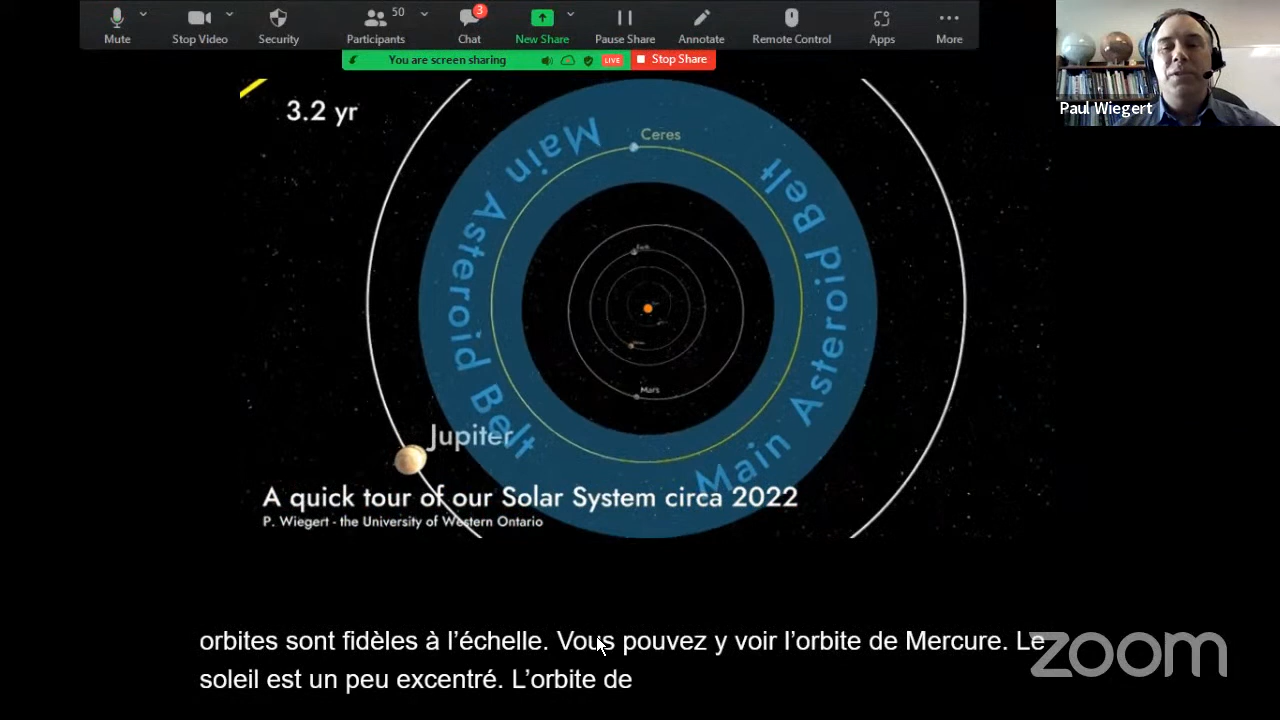 50
3
Mute
Stop Video
Security
Participants
Chat
New Share
Pause Share
Annotate
Remote Control
Apps
More
You are screen sharing
LIVE
Stop Share
Paul Wiegert
3.2 yr
Main Asteroid Belt
Ceres
Main Asteroid Belt
Earth
Mars
Jupiter
A quick tour of our Solar System circa 2022
P. Wiegert - the University of Western Ontario
orbites sont fidèles à l’échelle. Vous pouvez y voir l’orbite de Mercure. Le
soleil est un peu excentré. L’orbite de
zoom